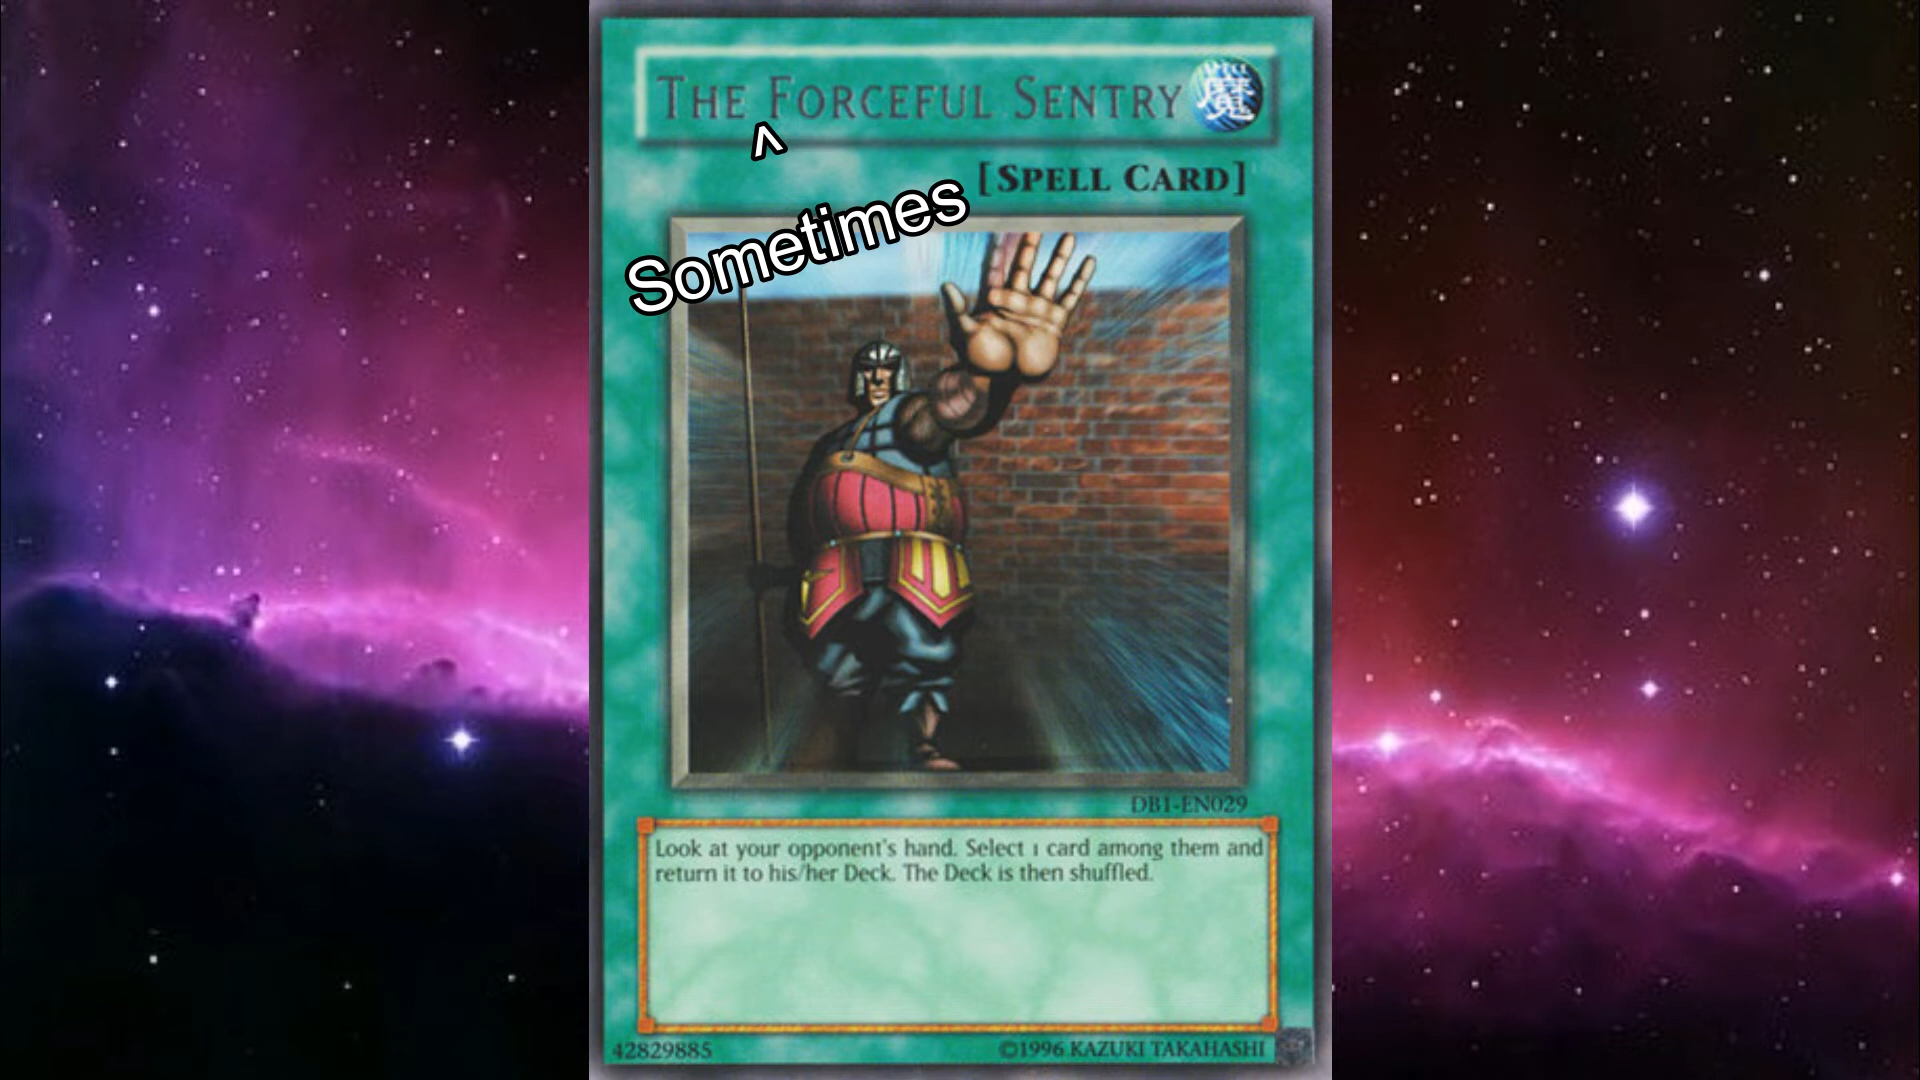 The Forceful Sentry 魔
^
Sometimes
[Spell Card]
DB1-EN029
Look at your opponent's hand. Select 1 card among them and
return it to his/her Deck. The Deck is then shuffled.
42829885 ©1996 KAZUKI TAKAHASHI